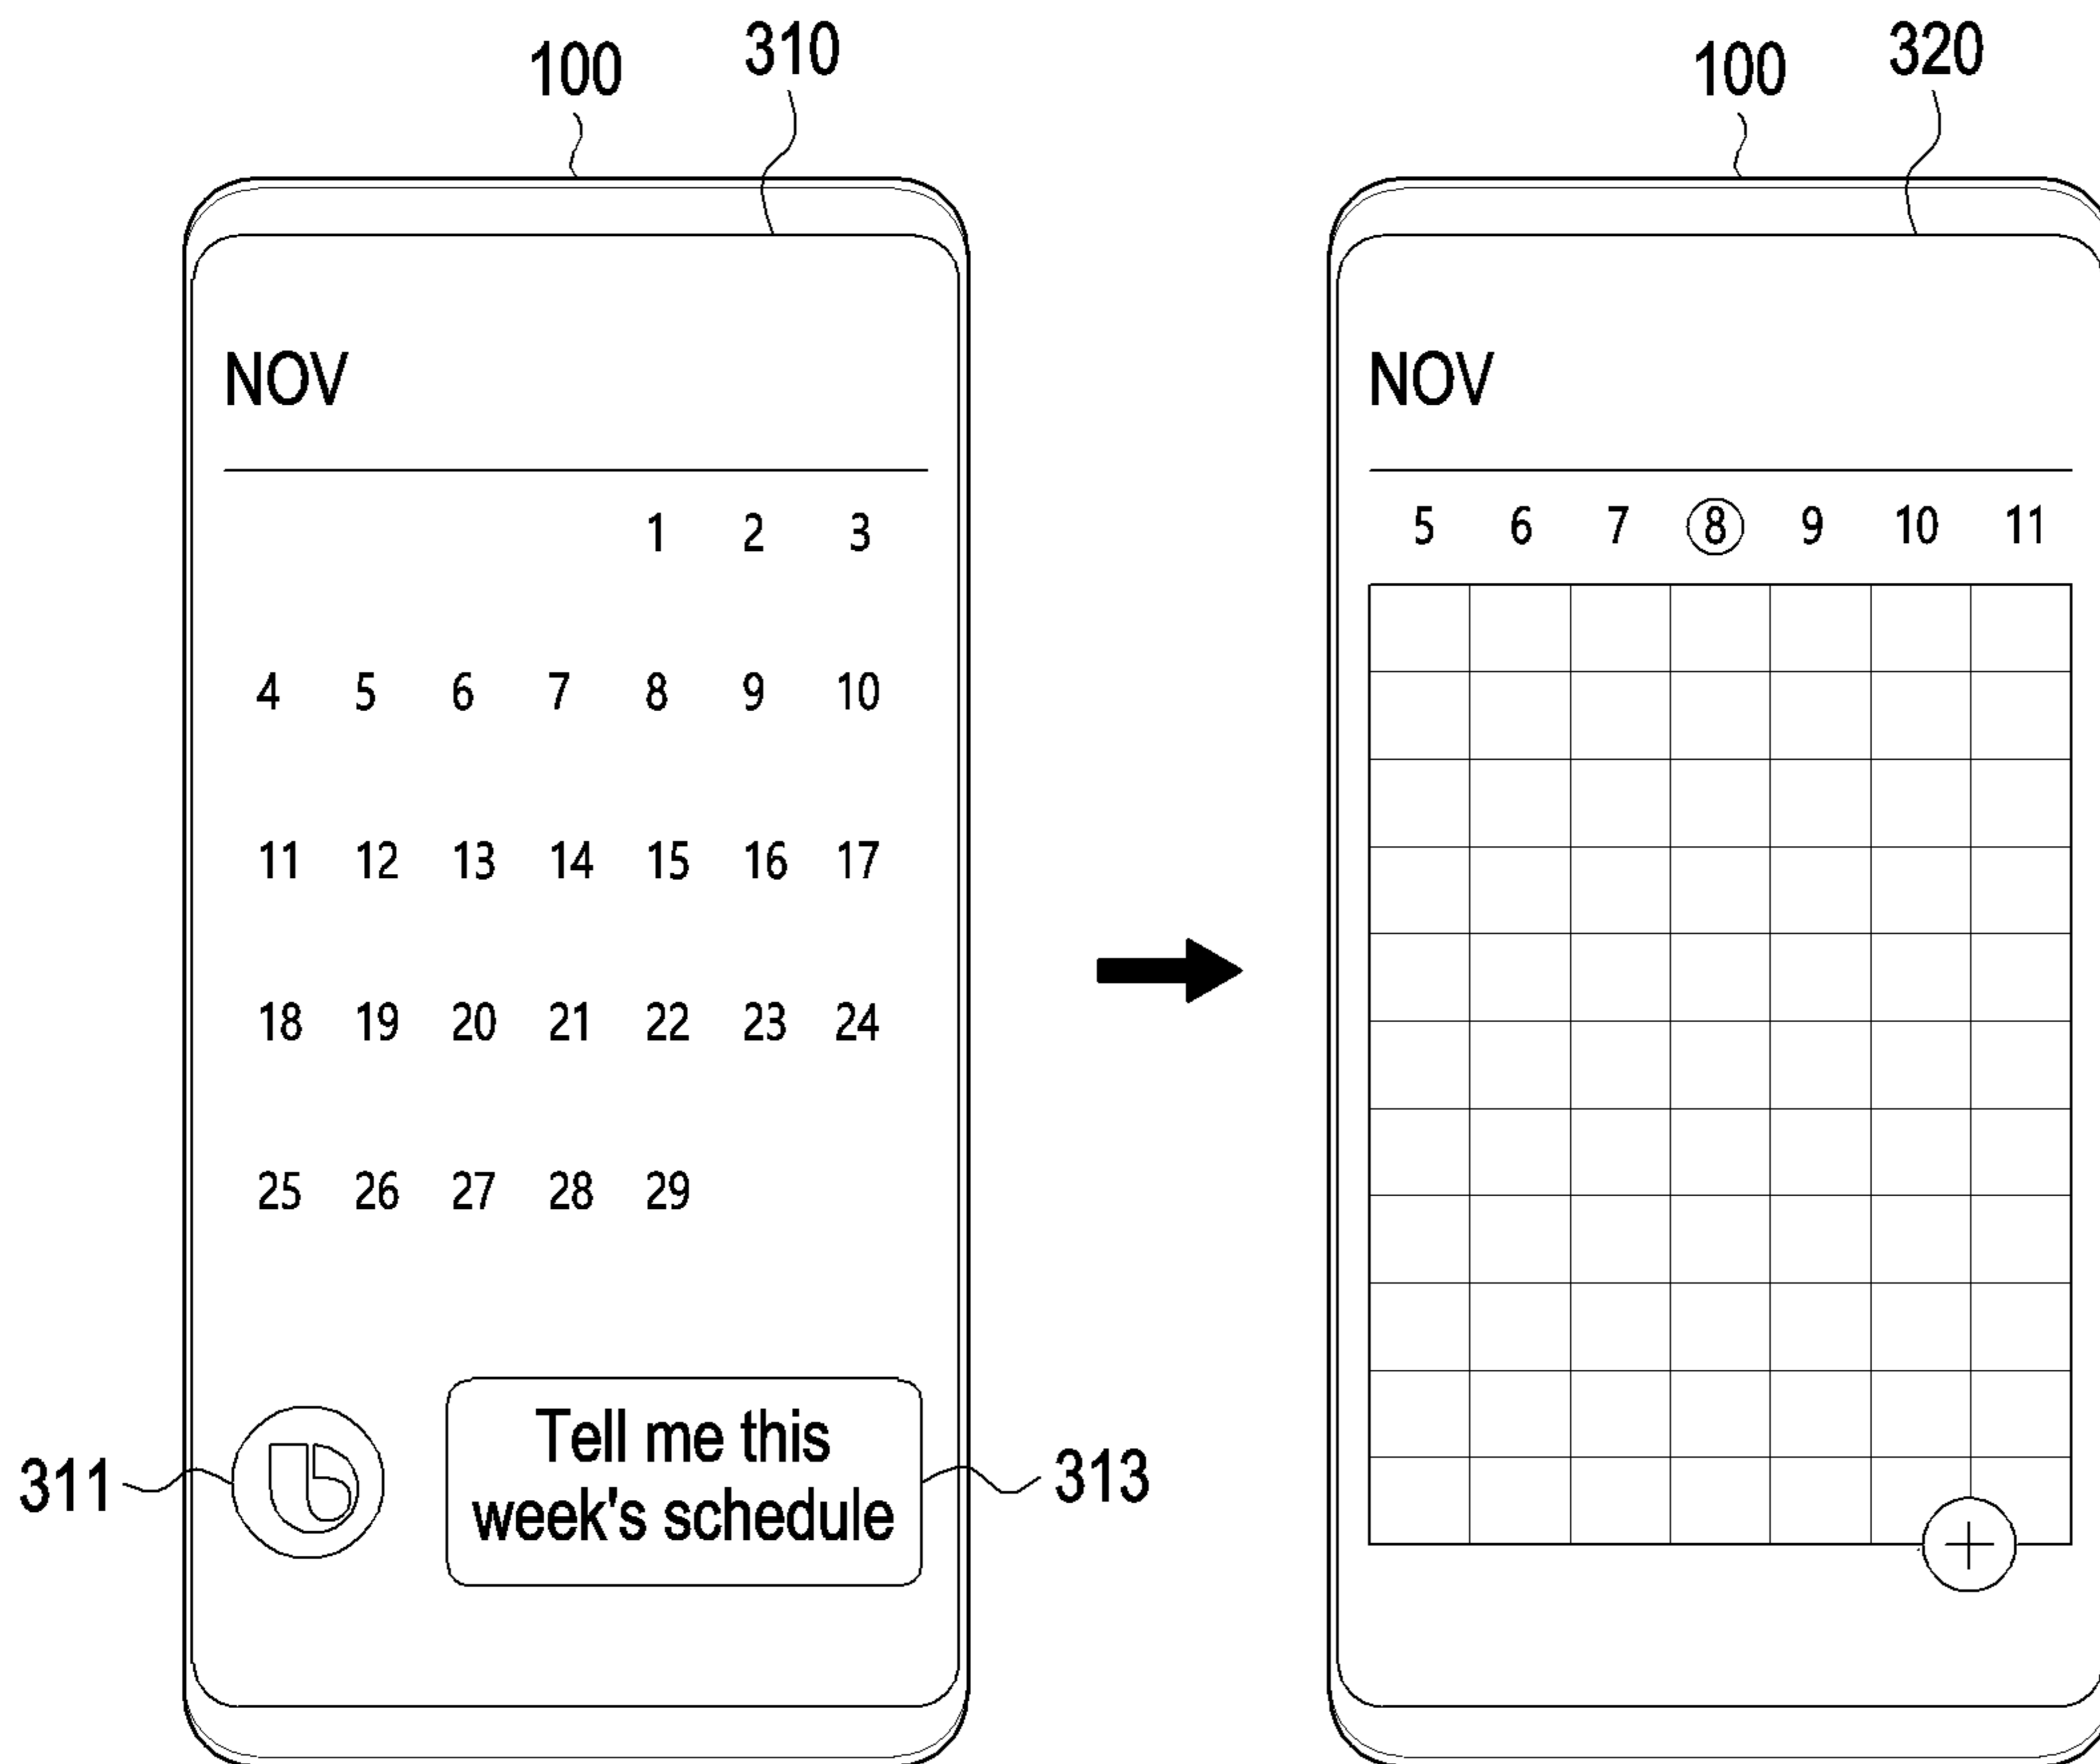 100 310
NOV
1 2 3
4 5 6 7 8 9 10
11 12 13 14 15 16 17
18 19 20 21 22 23 24
25 26 27 28 29
311
Tell me this
week's schedule
313
100 320
NOV
5 6 7 8 9 10 11